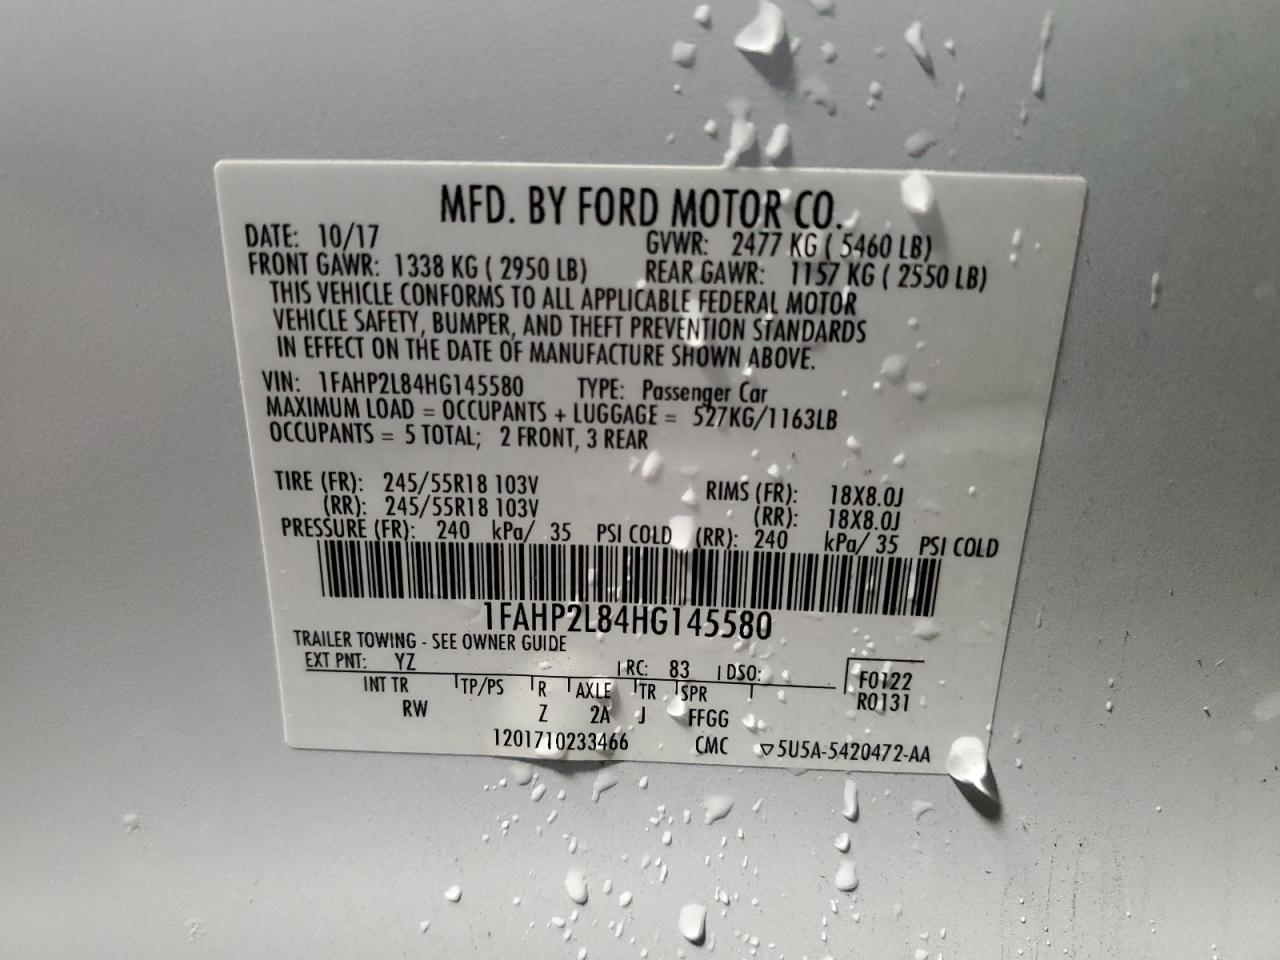 MFD. BY FORD MOTOR CO.
DATE: 10/17 GVWR: 2477 KG ( 5460 LB)
FRONT GAWR: 1338 KG ( 2950 LB) REAR GAWR: 1157 KG ( 2550 LB)
THIS VEHICLE CONFORMS TO ALL APPLICABLE FEDERAL MOTOR
VEHICLE SAFETY, BUMPER, AND THEFT PREVENTION STANDARDS
IN EFFECT ON THE DATE OF MANUFACTURE SHOWN ABOVE.
VIN: 1FAHP2L84HG145580 TYPE: Passenger Car
MAXIMUM LOAD = OCCUPANTS + LUGGAGE = 527KG/1163LB
OCCUPANTS = 5 TOTAL; 2 FRONT, 3 REAR
TIRE (FR): 245/55R18 103V RIMS (FR): 18X8.0J
(RR): 245/55R18 103V (RR): 18X8.0J
PRESSURE (FR): 240 kPa/ 35 PSI COLD (RR): 240 kPa/ 35 PSI COLD
1FAHP2L84HG145580
TRAILER TOWING - SEE OWNER GUIDE
EXT PNT: YZ RC: 83 DSO: F0122
INT TR TP/PS R AXLE TR SPR R0131
RW Z 2A J FFGG
1201710233466 CMC ▽5U5A-5420472-AA